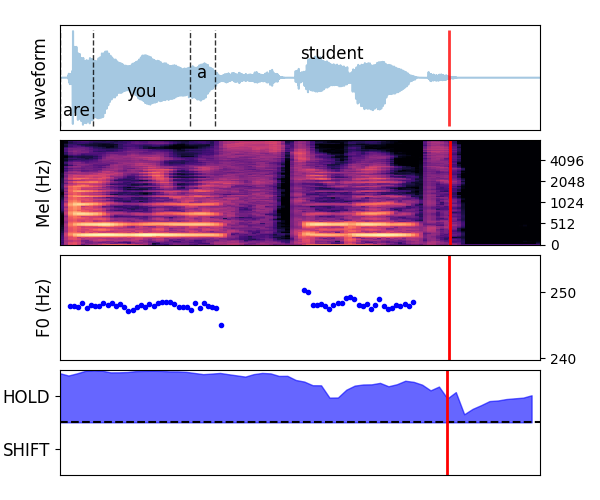 waveform
are
you
a
student
Mel (Hz)
4096
2048
1024
512
0
F0 (Hz)
250
240
HOLD
SHIFT